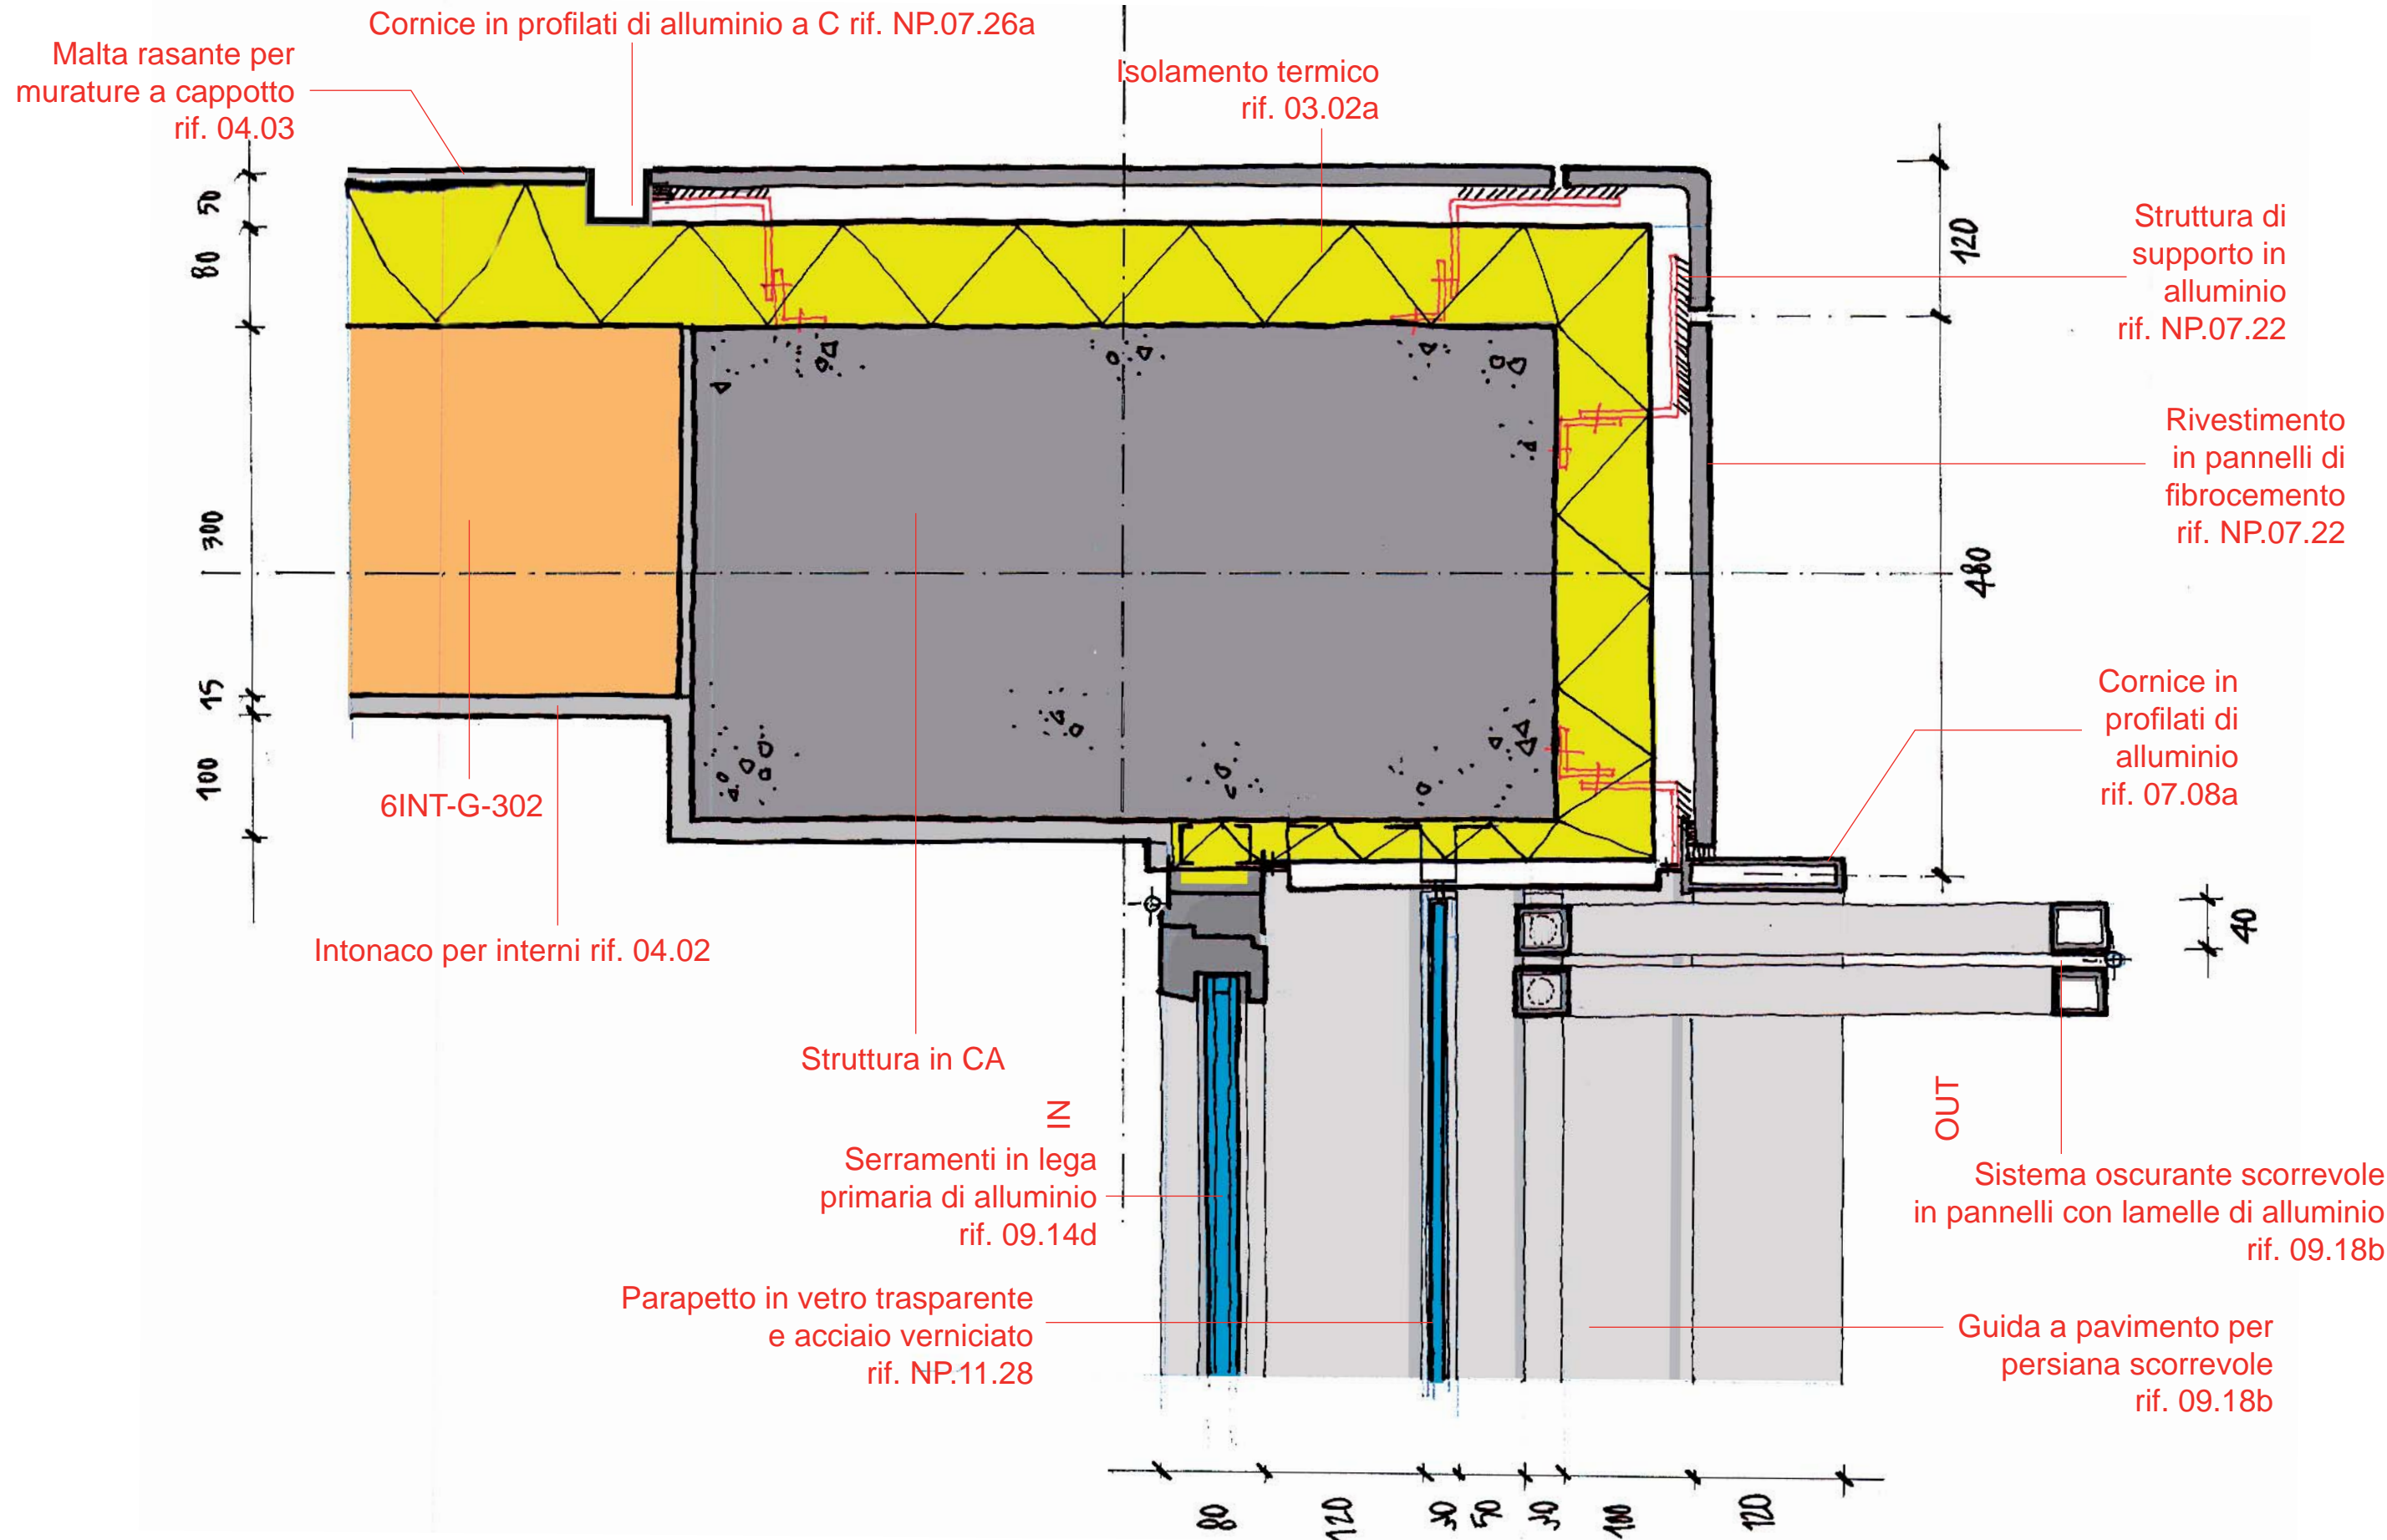 Cornice in profilati di alluminio a C rif. NP.07.26a
Malta rasante per
murature a cappotto
rif. 04.03
Isolamento termico
rif. 03.02a
Struttura di
supporto in
alluminio
rif. NP.07.22
Rivestimento
in pannelli di
fibrocemento
rif. NP.07.22
Cornice in
profilati di
alluminio
rif. 07.08a
50
80
300
15
100
120
480
40
6INT-G-302
Intonaco per interni rif. 04.02
Struttura in CA
IN
OUT
Serramenti in lega
primaria di alluminio
rif. 09.14d
Sistema oscurante scorrevole
in pannelli con lamelle di alluminio
rif. 09.18b
Parapetto in vetro trasparente
e acciaio verniciato
rif. NP.11.28
Guida a pavimento per
persiana scorrevole
rif. 09.18b
80
120
30
50
30
100
120